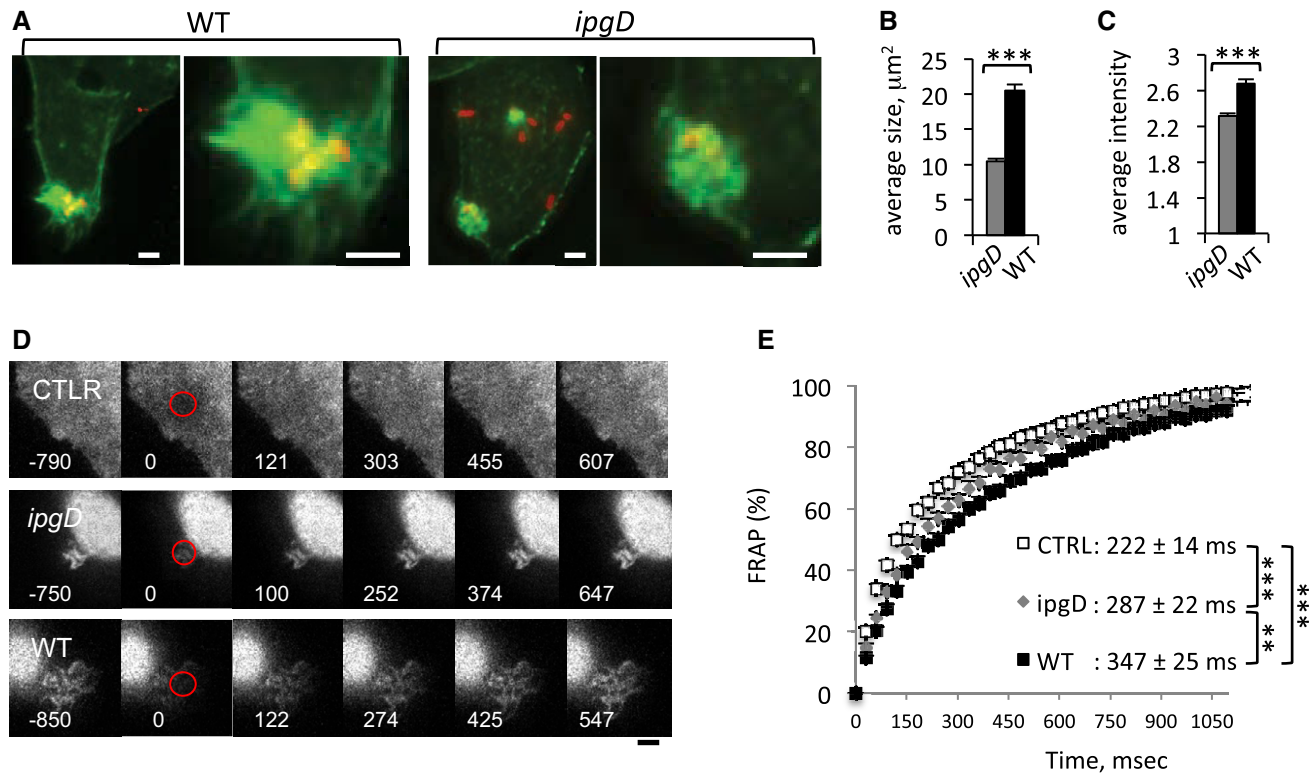 A
WT
ipgD
B
***
average size, μm²
25
20
15
10
5
0
ipgD
WT
C
***
average intensity
3
2.6
2.2
1.8
1.4
1
ipgD
WT
D
CTLR
-790
0
121
303
455
607
ipgD
-750
0
100
252
374
647
WT
-850
0
122
274
425
547
E
FRAP (%)
100
80
60
40
20
0
CTRL : 222 ± 14 ms
ipgD : 287 ± 22 ms
WT : 347 ± 25 ms
***
**
***
0
150
300
450
600
750
900
1050
Time, msec